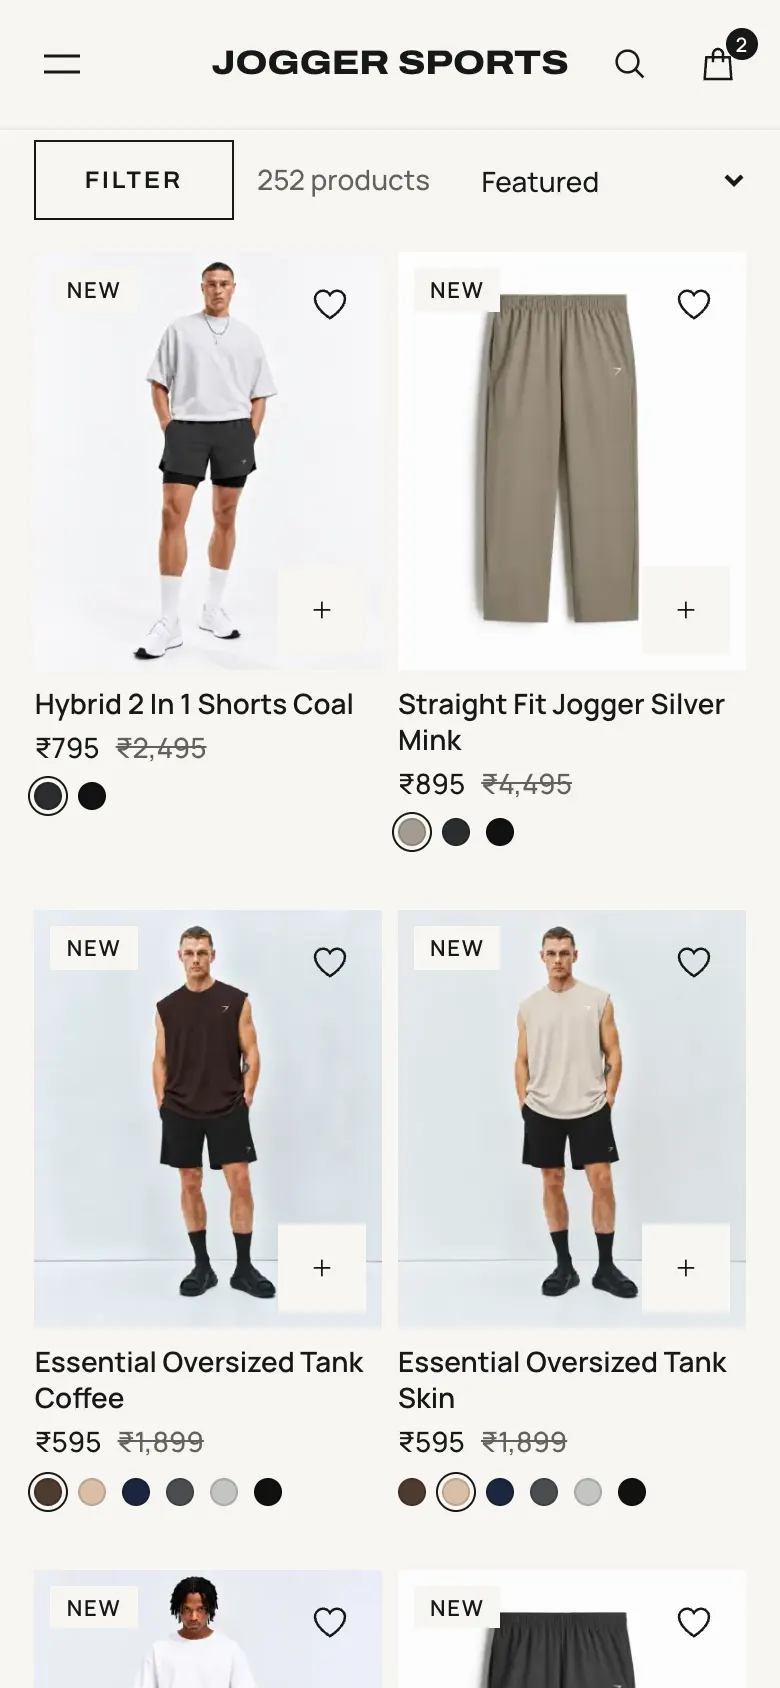 JOGGER SPORTS
2
FILTER
252 products
Featured
NEW
NEW
+
+
Hybrid 2 In 1 Shorts Coal
₹795 ₹2,495
Straight Fit Jogger Silver
Mink
₹895 ₹4,495
NEW
NEW
+
+
Essential Oversized Tank
Coffee
₹595 ₹1,899
Essential Oversized Tank
Skin
₹595 ₹1,899
NEW
NEW